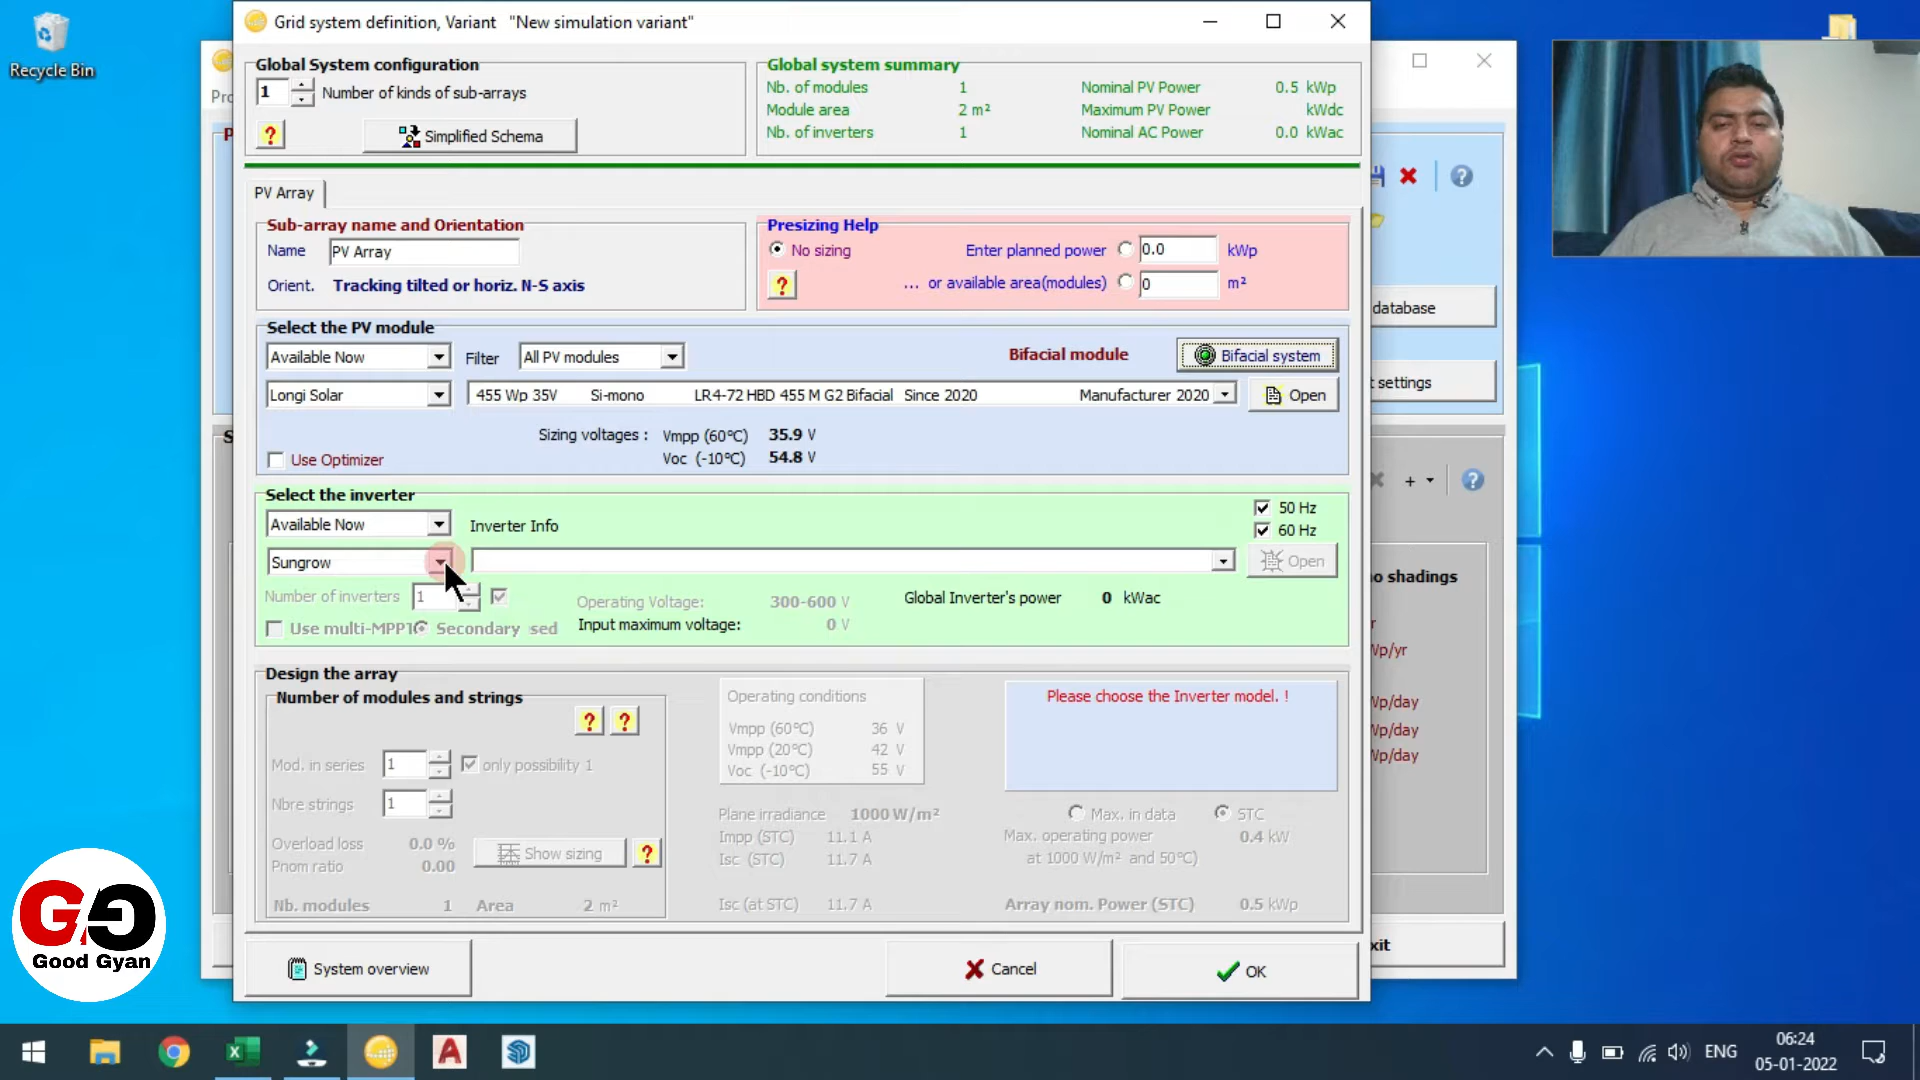 Recycle Bin
Grid system definition, Variant "New simulation variant"
Global System configuration
1 Number of kinds of sub-arrays
? Simplified Schema
Global system summary
Nb. of modules 1 Nominal PV Power 0.5 kWp
Module area 2 m² Maximum PV Power kWdc
Nb. of inverters 1 Nominal AC Power 0.0 kWac
PV Array
Sub-array name and Orientation
Name PV Array
Orient. Tracking tilted or horiz. N-S axis
Presizing Help
No sizing Enter planned power 0.0 kWp
? ... or available area(modules) 0 m²
Select the PV module
Available Now Filter All PV modules Bifacial module Bifacial system
Longi Solar 455 Wp 35V Si-mono LR4-72 HBD 455 M G2 Bifacial Since 2020 Manufacturer 2020 Open
Sizing voltages : Vmpp (60°C) 35.9 V
Use Optimizer Voc (-10°C) 54.8 V
Select the inverter
Available Now Inverter Info 50 Hz
60 Hz
Sungrow Open
Number of inverters 1 Operating Voltage: 300-600 V Global Inverter's power 0 kWac
Use multi-MPPT Secondary sed Input maximum voltage: 0 V
Design the array
Number of modules and strings
? ?
Mod. in series 1 only possibility 1
Nbre strings 1
Overload loss 0.0 %
Pnom ratio 0.00 Show sizing ?
Nb. modules 1 Area 2 m²
Operating conditions
Vmpp (60°C) 36 V
Vmpp (20°C) 42 V
Voc (-10°C) 55 V
Plane irradiance 1000 W/m²
Impp (STC) 11.1 A
Isc (STC) 11.7 A
Isc (at STC) 11.7 A
Please choose the Inverter model. !
Max. in data STC
Max. operating power 0.4 kW
at 1000 W/m² and 50°C)
Array nom. Power (STC) 0.5 kWp
System overview Cancel OK
Pro
P
S
?
database
t settings
+ ?
o shadings
r
Wp/yr
Wp/day
Wp/day
Wp/day
xit
GG
Good Gyan
ENG
06:24
05-01-2022